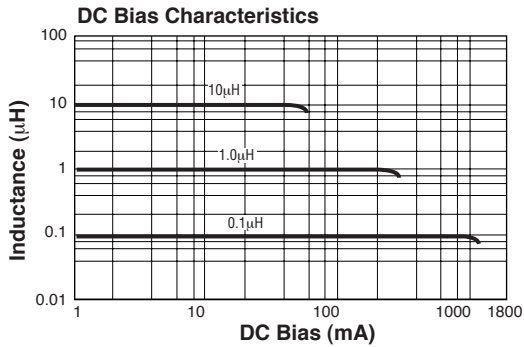 DC Bias Characteristics
100
10
1
0.1
0.01
Inductance (μH)
10μH
1.0μH
0.1μH
1 10 100 1000 1800
DC Bias (mA)